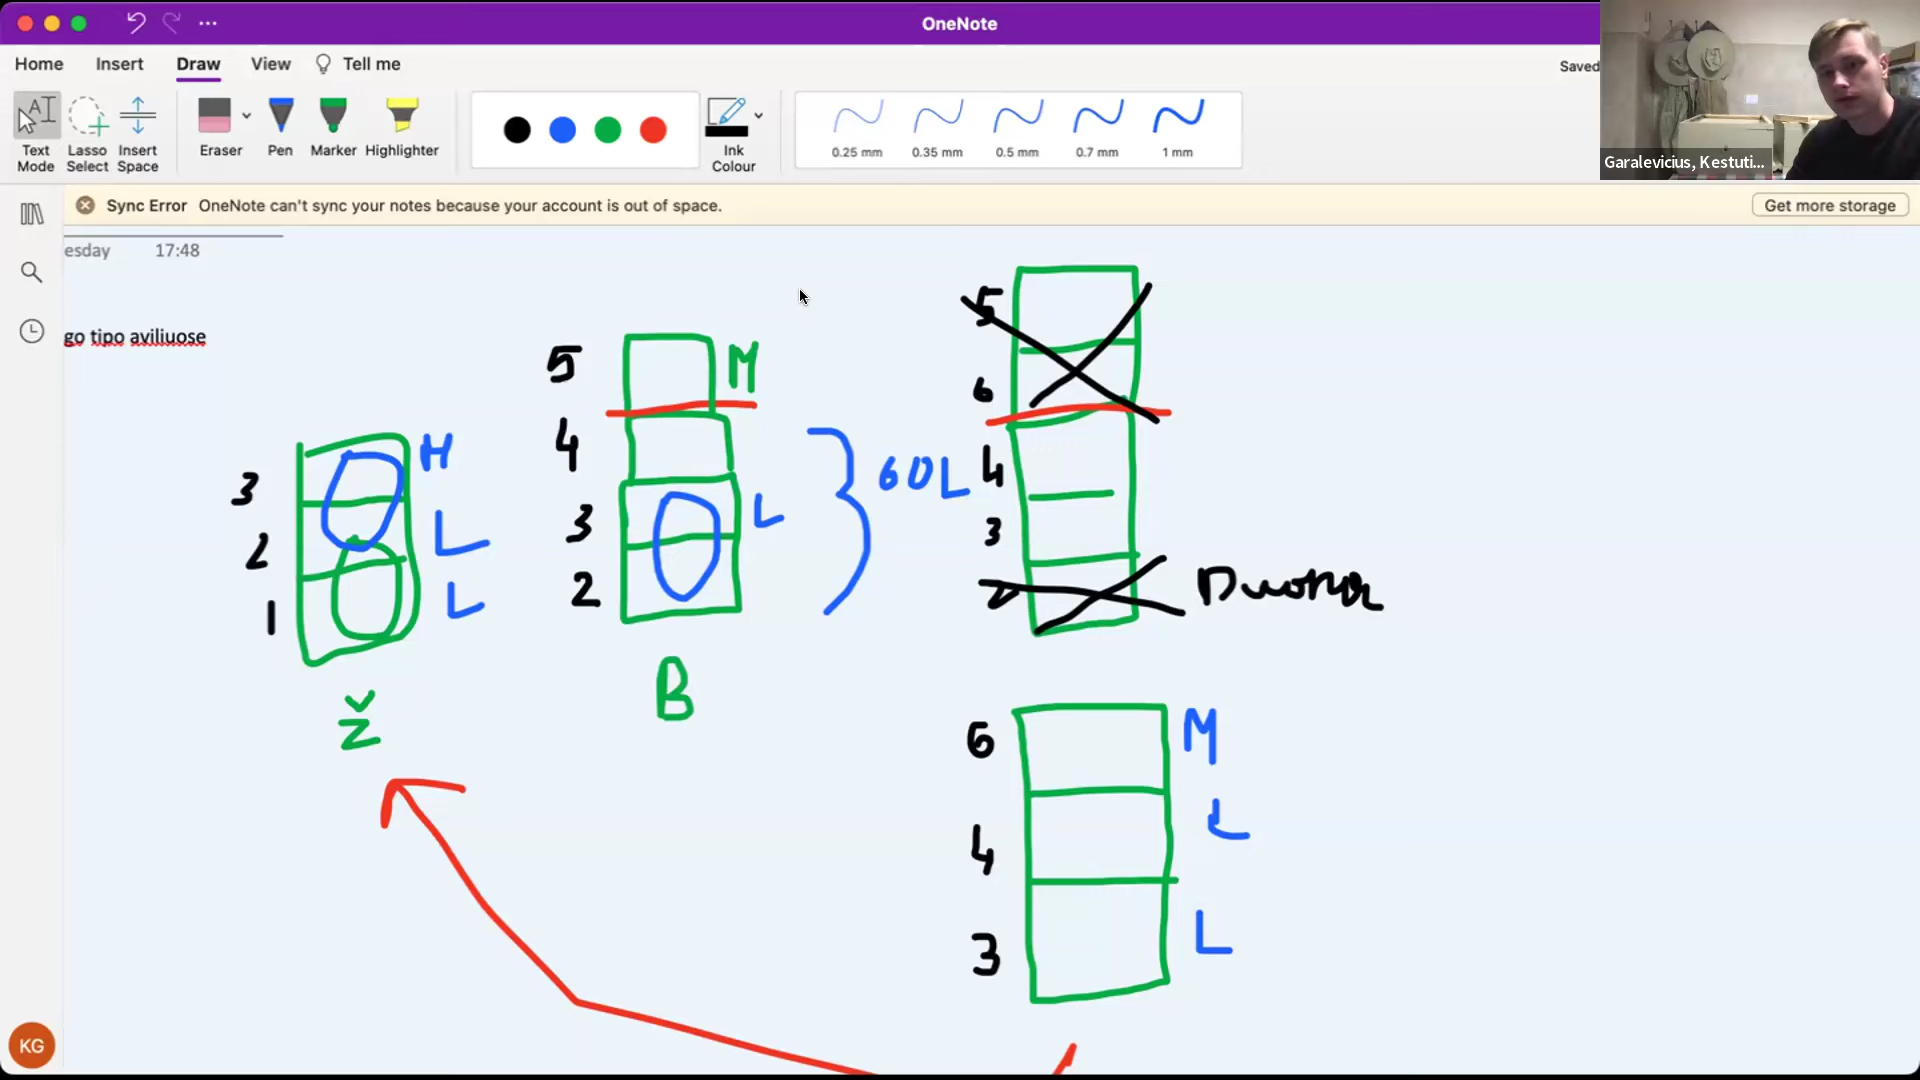 OneNote
Home Insert Draw View Tell me
Saved
Text Mode
Lasso Select
Insert Space
Eraser
Pen
Marker
Highlighter
Ink Colour
0.25 mm
0.35 mm
0.5 mm
0.7 mm
1 mm
Garalevicius, Kestuti...
Sync Error OneNote can't sync your notes because your account is out of space.
Get more storage
esday 17:48
go tipo aviliuose
3 H
2 L
1 L
Ž
5 M
4
3 L
2
B
60L
5
6
4
3
2
6 M
4 L
3 L
KG